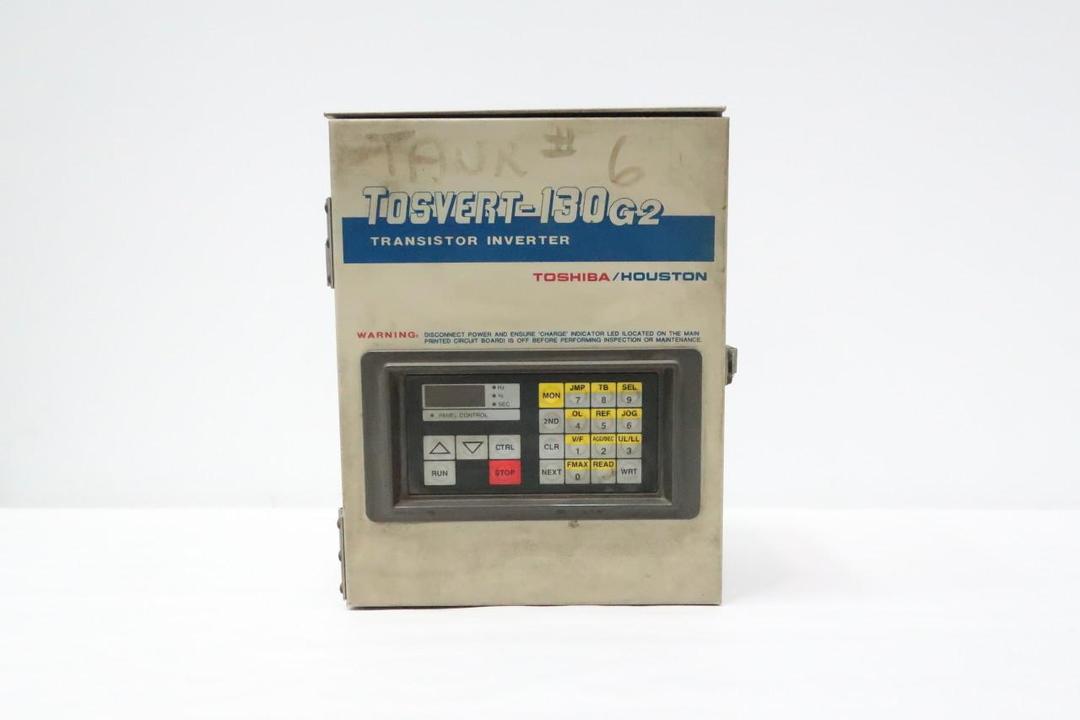 TANK # 6
TOSVERT-130G2
TRANSISTOR INVERTER
TOSHIBA/HOUSTON
WARNING: DISCONNECT POWER AND ENSURE 'CHARGE' INDICATOR LED (LOCATED ON THE MAIN
PRINTED CIRCUIT BOARD) IS OFF BEFORE PERFORMING INSPECTION OR MAINTENANCE.
Hz
%
SEC
PANEL CONTROL
MON JMP 7 TB 8 SEL 9
2ND OL 4 REF 5 JOG 6
CTRL CLR V/F 1 ACC/DEC 2 UL/LL 3
RUN STOP NEXT FMAX 0 READ . WRT